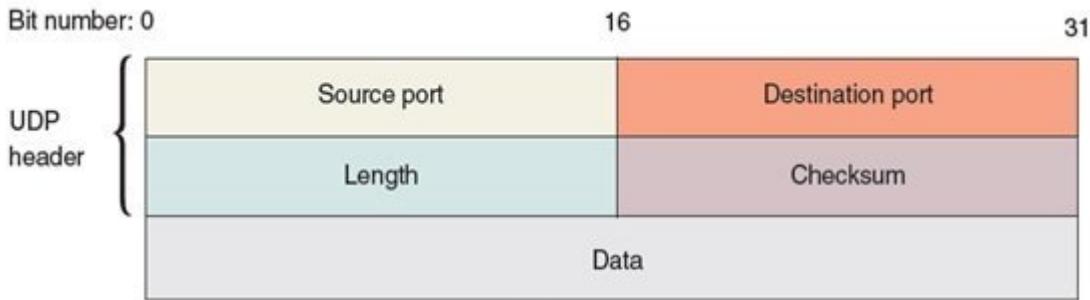 Bit number: 0 16 31
UDP
header
Source port
Destination port
Length
Checksum
Data